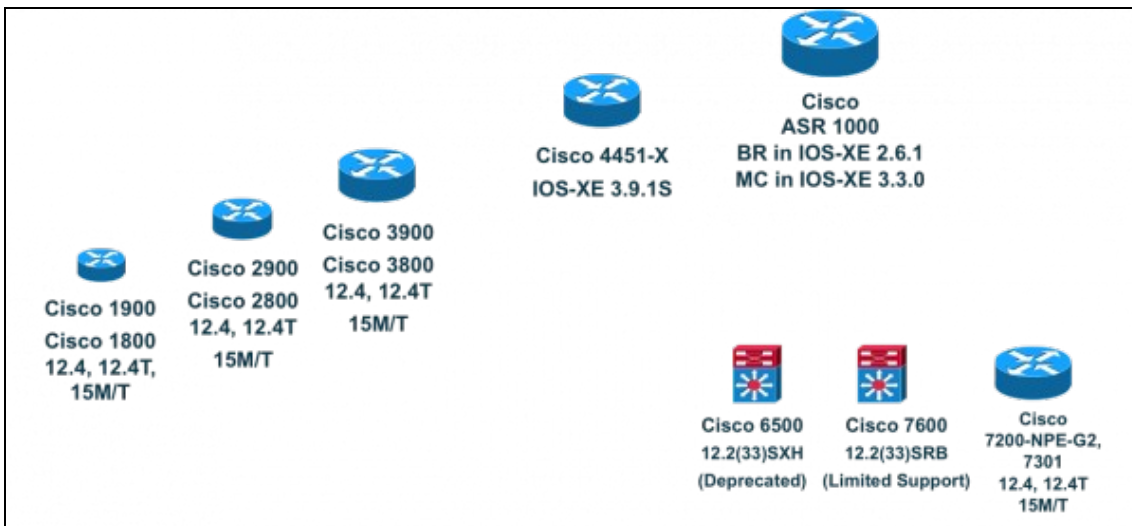 Cisco
ASR 1000
BR in IOS-XE 2.6.1
MC in IOS-XE 3.3.0
Cisco 4451-X
IOS-XE 3.9.1S
Cisco 3900
Cisco 3800
12.4, 12.4T
15M/T
Cisco 2900
Cisco 2800
12.4, 12.4T
15M/T
Cisco 1900
Cisco 1800
12.4, 12.4T,
15M/T
Cisco 6500
12.2(33)SXH
(Deprecated)
Cisco 7600
12.2(33)SRB
(Limited Support)
Cisco
7200-NPE-G2,
7301
12.4, 12.4T
15M/T